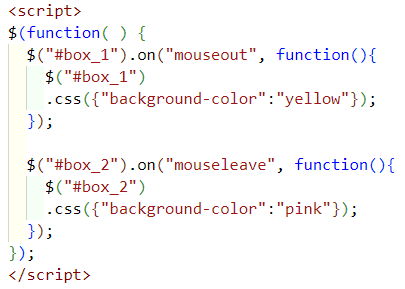 <script>
$(function( ) {
  $("#box_1").on("mouseout", function(){
    $("#box_1")
    .css({"background-color":"yellow"});
  });

  $("#box_2").on("mouseleave", function(){
    $("#box_2")
    .css({"background-color":"pink"});
  });
});
</script>